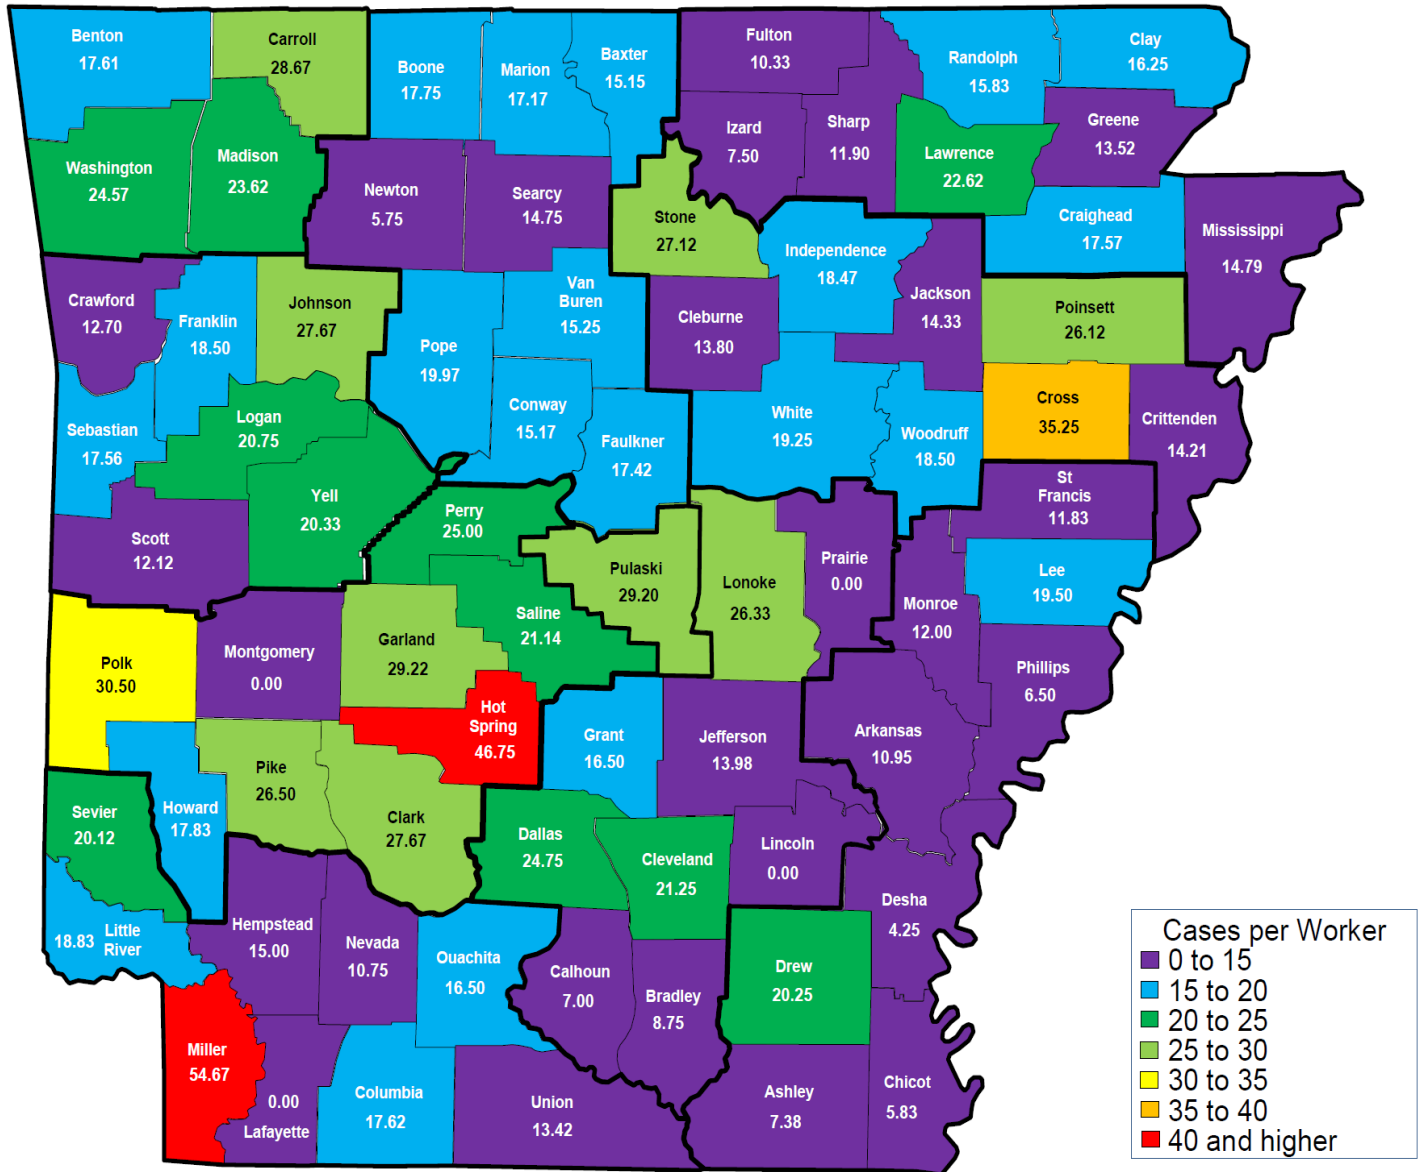 Benton
17.61
Carroll
28.67
Boone
17.75
Marion
17.17
Baxter
15.15
Fulton
10.33
Randolph
15.83
Clay
16.25
Washington
24.57
Madison
23.62
Newton
5.75
Searcy
14.75
Stone
27.12
Izard
7.50
Sharp
11.90
Lawrence
22.62
Greene
13.52
Craighead
17.57
Mississippi
14.79
Crawford
12.70
Franklin
18.50
Johnson
27.67
Pope
19.97
Van
Buren
15.25
Cleburne
13.80
Independence
18.47
Jackson
14.33
Poinsett
26.12
Sebastian
17.56
Logan
20.75
Conway
15.17
Faulkner
17.42
White
19.25
Woodruff
18.50
Cross
35.25
Crittenden
14.21
Scott
12.12
Yell
20.33
Perry
25.00
Pulaski
29.20
Lonoke
26.33
Prairie
0.00
St
Francis
11.83
Lee
19.50
Monroe
12.00
Phillips
6.50
Polk
30.50
Montgomery
0.00
Garland
29.22
Saline
21.14
Hot
Spring
46.75
Grant
16.50
Jefferson
13.98
Arkansas
10.95
Sevier
20.12
Howard
17.83
Pike
26.50
Clark
27.67
Dallas
24.75
Cleveland
21.25
Lincoln
0.00
Desha
4.25
18.83 Little
River
Hempstead
15.00
Nevada
10.75
Ouachita
16.50
Calhoun
7.00
Bradley
8.75
Drew
20.25
Miller
54.67
0.00
Lafayette
Columbia
17.62
Union
13.42
Ashley
7.38
Chicot
5.83
Cases per Worker
0 to 15
15 to 20
20 to 25
25 to 30
30 to 35
35 to 40
40 and higher